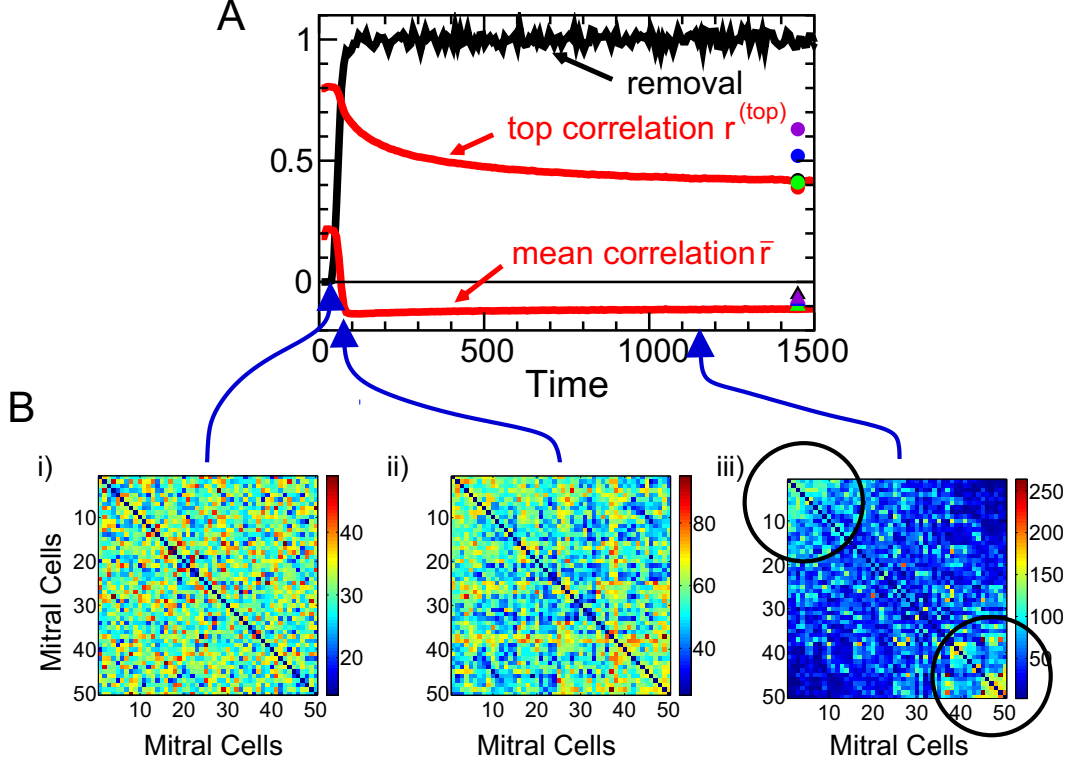 A
1
removal
top correlation r (top)
0.5
mean correlation r̄
0
0 500 1000 1500
Time
B
i) ii) iii)
10 20 30 40 50
Mitral Cells
10 20 30 40 50
Mitral Cells
40
30
20
10 20 30 40 50
80
60
40
10 20 30 40 50
Mitral Cells
10 20 30 40 50
250
200
150
100
50
10 20 30 40 50
Mitral Cells